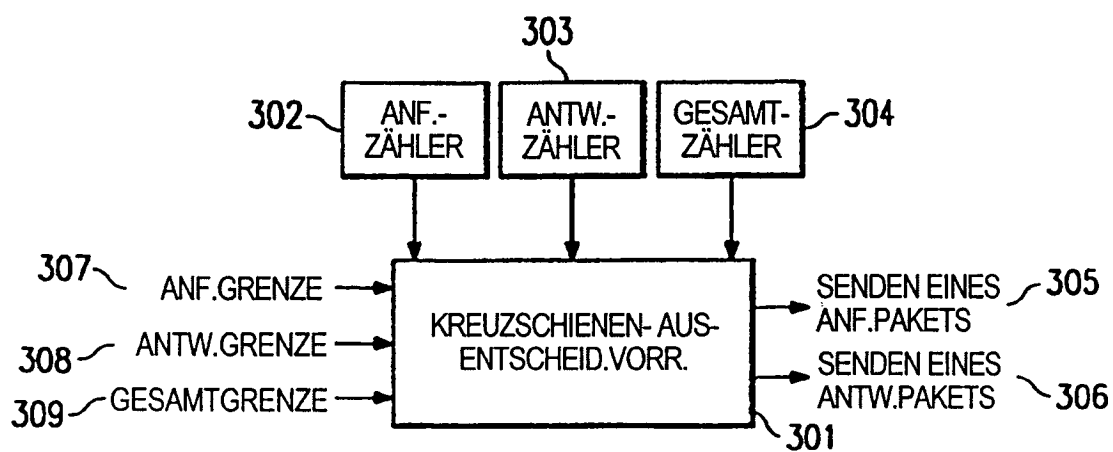 303
302
ANF.-
ZÄHLER
ANTW.-
ZÄHLER
GESAMT-
ZÄHLER
304
307
ANF.GRENZE
308
ANTW.GRENZE
309
GESAMTGRENZE
KREUZSCHIENEN- AUS-
ENTSCHEID.VORR.
301
SENDEN EINES
ANF.PAKETS
305
SENDEN EINES
ANTW.PAKETS
306